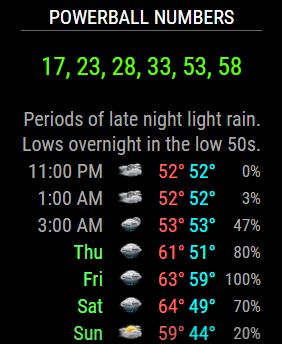 POWERBALL NUMBERS
17, 23, 28, 33, 53, 58
Periods of late night light rain.
Lows overnight in the low 50s.
11:00 PM 52° 52° 0%
1:00 AM 52° 52° 3%
3:00 AM 53° 53° 47%
Thu 61° 51° 80%
Fri 63° 59° 100%
Sat 64° 49° 70%
Sun 59° 44° 20%